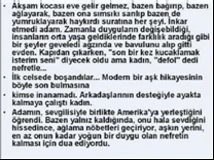 • Akşam kocası eve gelir gelmez, bazen bağırıp, bazen
ağlayarak, bazen ona sımsıkı sarılıp bazen de
yumruklayarak haykırdı suratına her şeyi. İnkar
etmedi adam. Zamanla duyguların değişebildiği,
insanların orta yaşa geldiklerinde farklılık aradığı gibi
bir şeyler geveledi ağzında ve bavulunu alıp gitti
evden. Kapıdan çıkarken, "son bir kez kucaklamak
isterim seni" diyecek oldu ama kadın, "defol" dedi
nefretle...
• İlk celsede boşandılar... Modern bir aşk hikayesinin
böyle son bulmasına
• kimse inanamadı. Arkadaşlarının desteğiyle ayakta
kalmaya çalıştı kadın.
• Adamın, sevgilisiyle birlikte Amerika'ya yerleştiğini
öğrendi. Bazen yalnız kaldığında, onu hala sevdiğini
hissedince, ağlama nöbetleri geçiriyor, aşkın yerini,
en az onun kadar yoğun bir duygu olan nefretin
kalması için dua ediyordu.